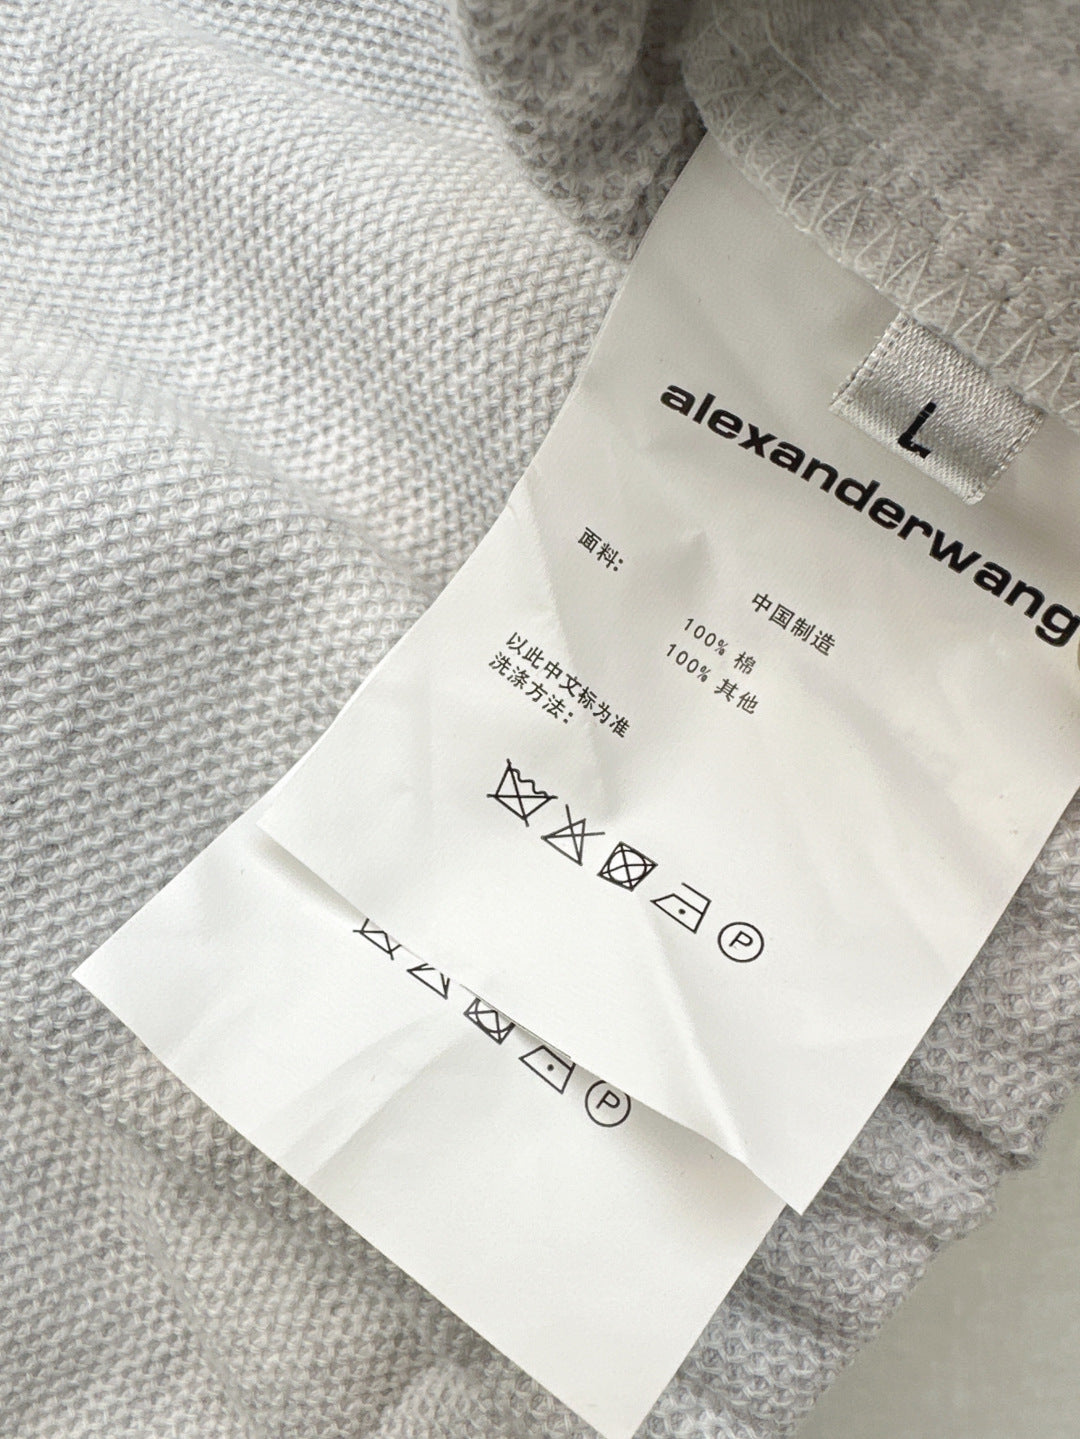 L
alexanderwang
面料:
中国制造
100% 棉
100% 其他
以此中文标为准
洗涤方法:
P
P